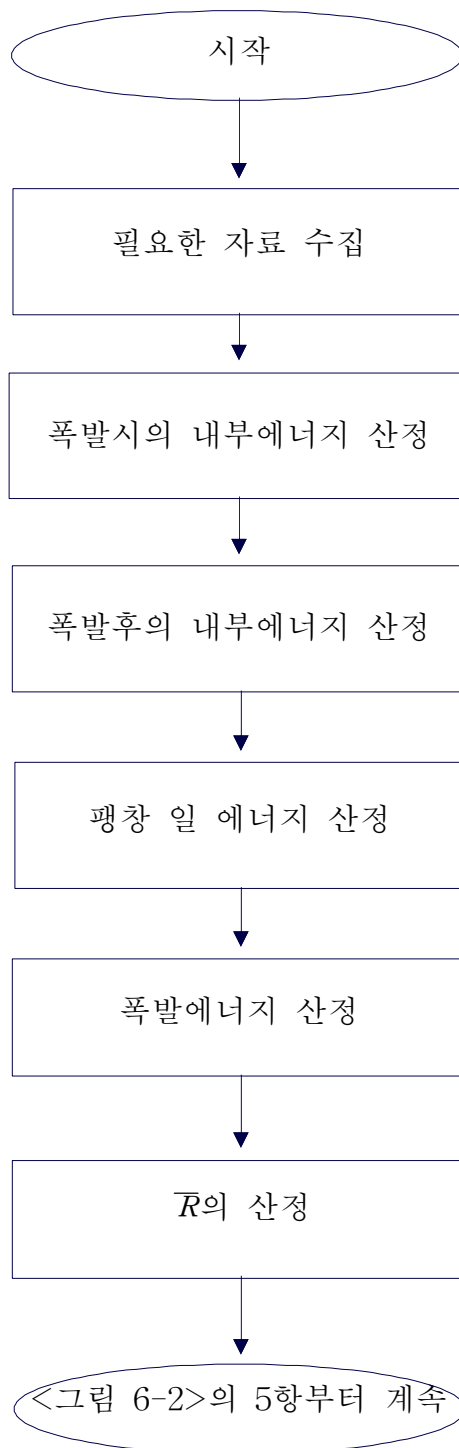 시작
필요한 자료 수집
폭발시의 내부에너지 산정
폭발후의 내부에너지 산정
팽창 일 에너지 산정
폭발에너지 산정
R̅의 산정
<그림 6-2>의 5항부터 계속